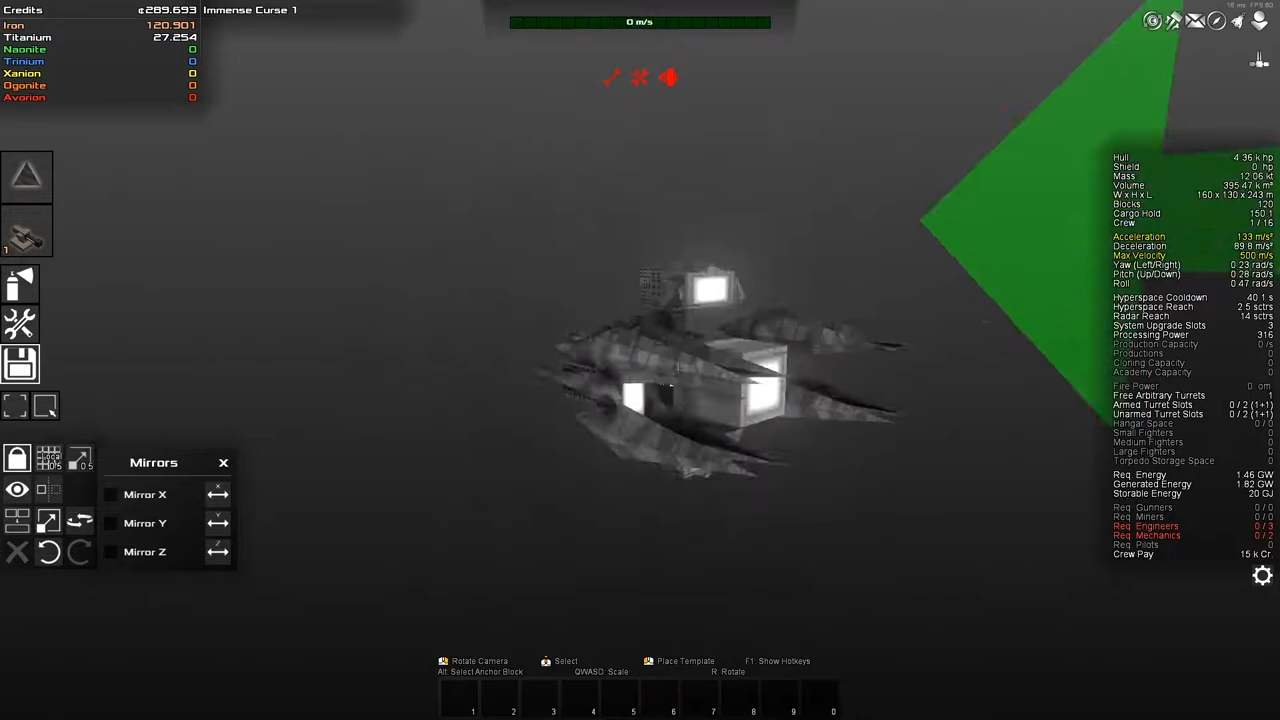 Credits ¢289.693 Immense Curse 1
Iron 120.901
Titanium 27.254
Naonite 0
Trinium 0
Xanion 0
Ogonite 0
Avorion 0
0 m/s
16 ms FPS 60
Hull 4.36 k hp
Shield 0 hp
Mass 12.06 kt
Volume 395.47 k m³
W x H x L 160 x 130 x 243 m
Blocks 120
Cargo Hold 150.1
Crew 1 / 16
Acceleration 133 m/s²
Deceleration 89.8 m/s²
Max Velocity 500 m/s
Yaw (Left/Right) 0.23 rad/s
Pitch (Up/Down) 0.28 rad/s
Roll 0.47 rad/s
Hyperspace Cooldown 40.1 s
Hyperspace Reach 2.5 sctrs
Radar Reach 14 sctrs
System Upgrade Slots 3
Processing Power 316
Production Capacity 0 /s
Productions 0
Cloning Capacity 0
Academy Capacity 0
Fire Power 0 om
Free Arbitrary Turrets 1
Armed Turret Slots 0 / 2 (1+1)
Unarmed Turret Slots 0 / 2 (1+1)
Hangar Space 0 / 0
Small Fighters 0
Medium Fighters 0
Large Fighters 0
Torpedo Storage Space 0
Req. Energy 1.46 GW
Generated Energy 1.82 GW
Storable Energy 20 GJ
Req. Gunners 0 / 0
Req. Miners 0 / 0
Req. Engineers 0 / 3
Req. Mechanics 0 / 2
Req. Pilots 0
Crew Pay 15 k Cr.
1
Local
0.5
0.5
Mirrors X
Mirror X X
Mirror Y Y
Mirror Z Z
Rotate Camera Select Place Template F1: Show Hotkeys
Alt: Select Anchor Block QWASD: Scale R: Rotate
1 2 3 4 5 6 7 8 9 0